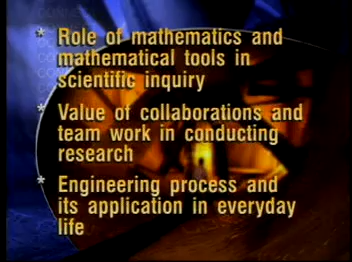 * Role of mathematics and
mathematical tools in
scientific inquiry
* Value of collaborations and
team work in conducting
research
* Engineering process and
its application in everyday
life